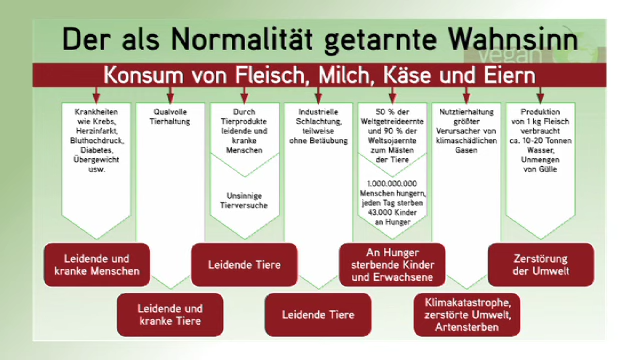 Der als Normalität getarnte Wahnsinn
vegan
Konsum von Fleisch, Milch, Käse und Eiern
Krankheiten
wie Krebs,
Herzinfarkt,
Bluthochdruck,
Diabetes,
Übergewicht
usw.
Qualvolle
Tierhaltung
Durch
Tierprodukte
leidende und
kranke
Menschen
Unsinnige
Tierversuche
Industrielle
Schlachtung,
teilweise
ohne Betäubung
50 % der
Weltgetreideernte
und 90 % der
Weltsojaernte
zum Mästen
der Tiere
1.000.000.000
Menschen hungern,
jeden Tag sterben
43.000 Kinder
an Hunger
Nutztierhaltung
größter
Verursacher von
klimaschädlichen
Gasen
Produktion
von 1 kg Fleisch
verbraucht
ca. 10-20 Tonnen
Wasser,
Unmengen
von Gülle
Leidende und
kranke Menschen
Leidende Tiere
An Hunger
sterbende Kinder
und Erwachsene
Zerstörung
der Umwelt
Leidende und
kranke Tiere
Leidende Tiere
Klimakatastrophe,
zerstörte Umwelt,
Artensterben